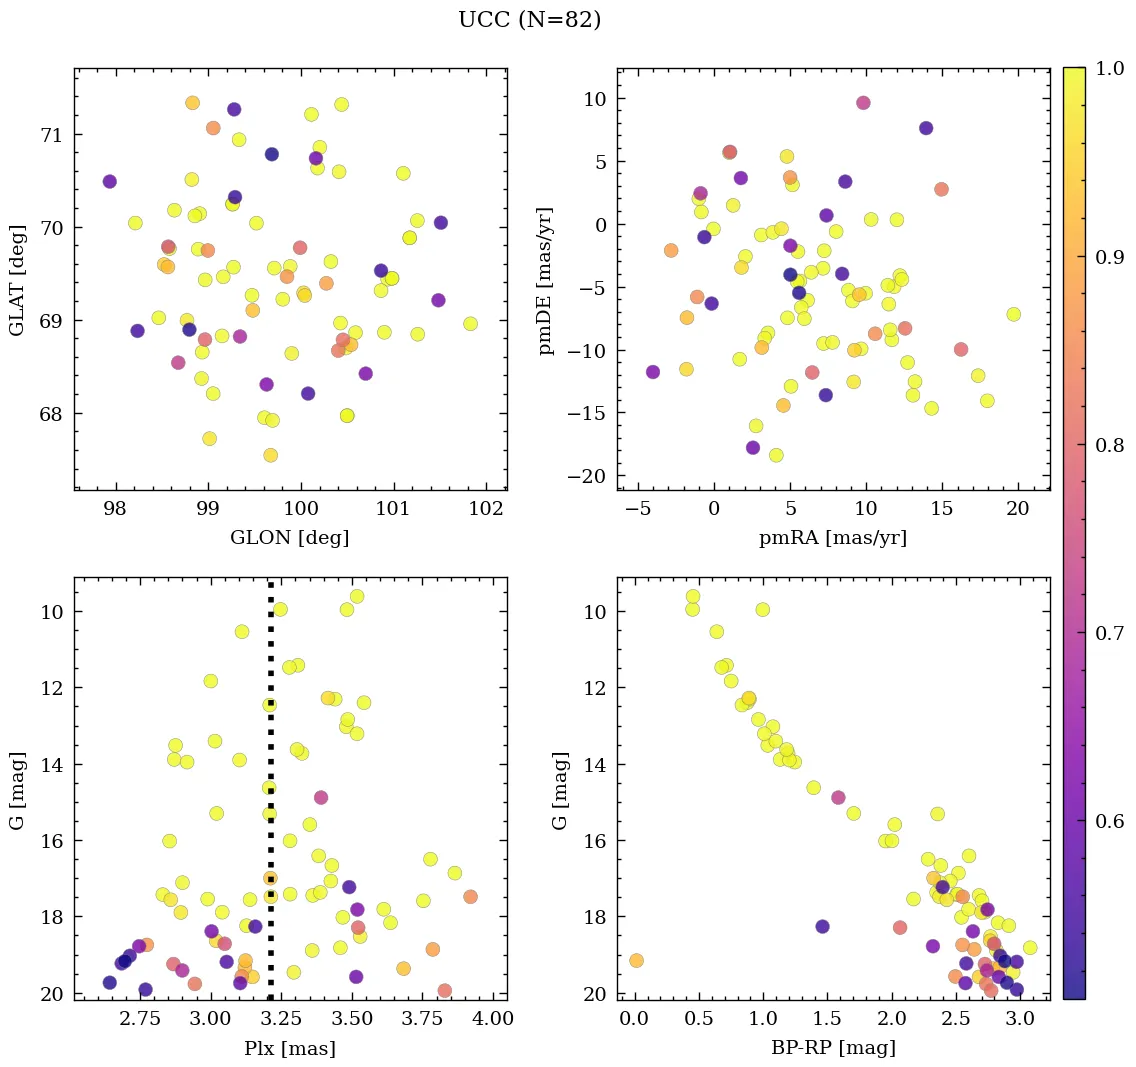 UCC (N=82)
71
70
69
68
98 99 100 101 102
GLON [deg]
GLAT [deg]
10
5
0
−5
−10
−15
−20
−5 0 5 10 15 20
pmRA [mas/yr]
pmDE [mas/yr]
1.0
0.9
0.8
0.7
0.6
10
12
14
16
18
20
2.75 3.00 3.25 3.50 3.75 4.00
Plx [mas]
G [mag]
10
12
14
16
18
20
0.0 0.5 1.0 1.5 2.0 2.5 3.0
BP-RP [mag]
G [mag]